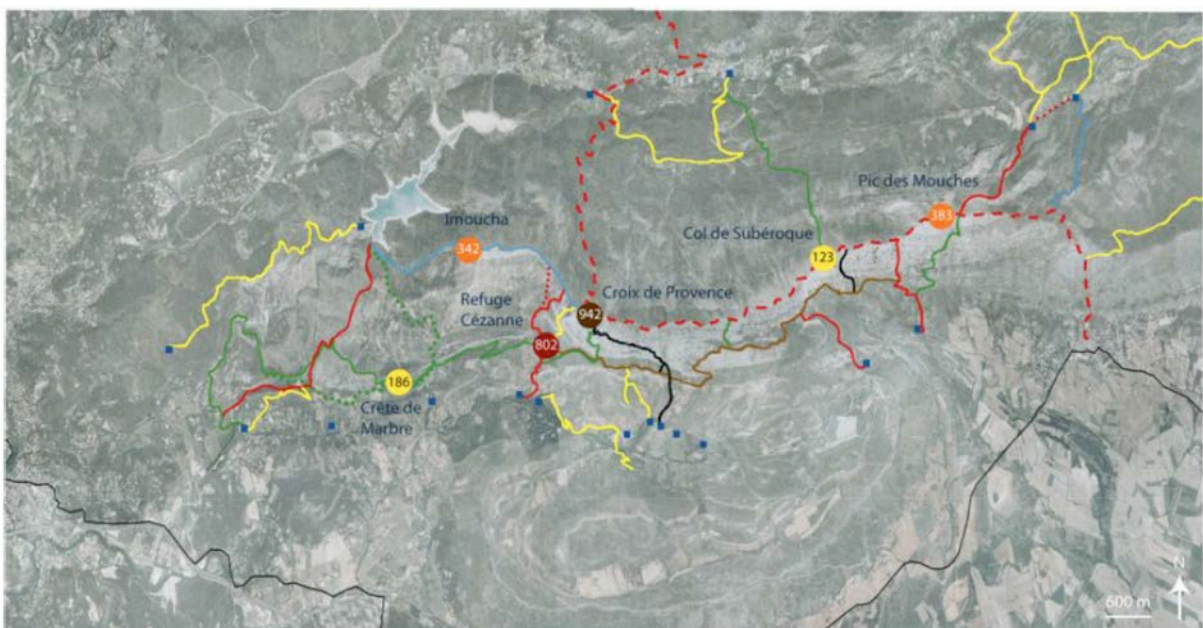 Pic des Mouches
383
Imoucha
342
Col de Subéroque
123
Refuge
Cézanne
802
Croix de Provence
942
186
Crête de
Marbre
N
600 m